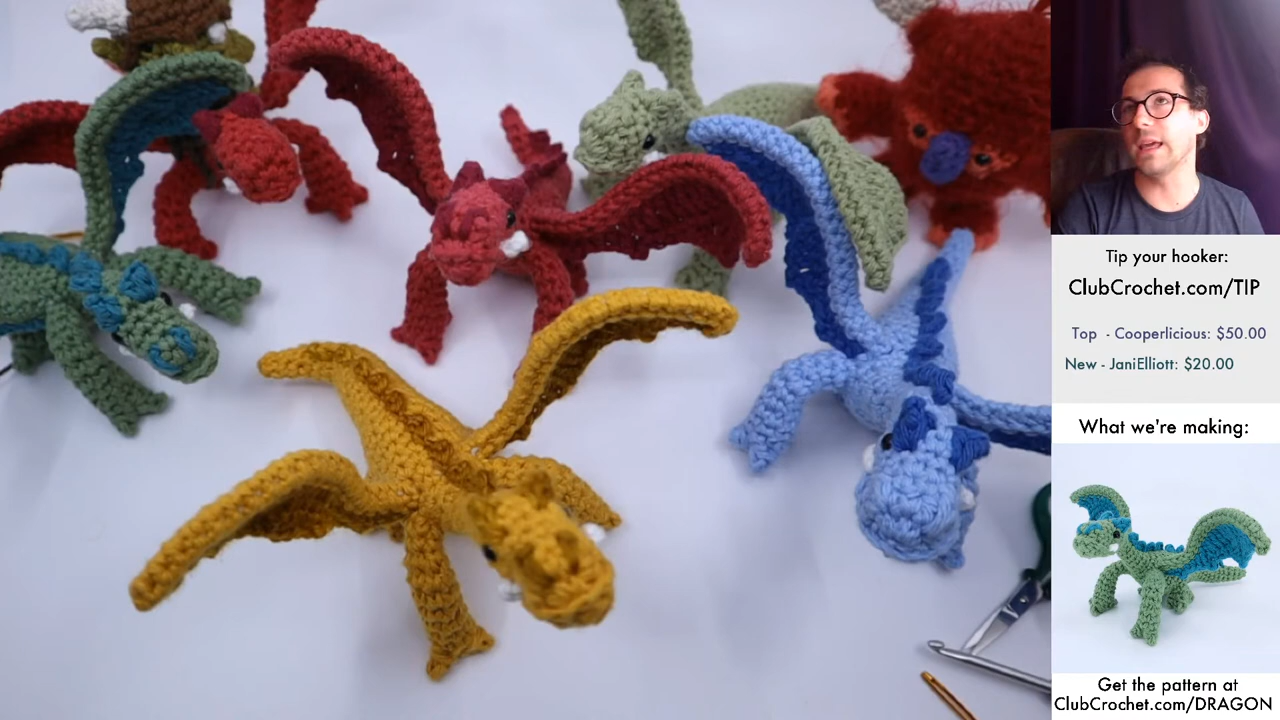 Tip your hooker:
ClubCrochet.com/TIP
Top - Cooperlicious: $50.00
New - JaniElliott: $20.00
What we're making:
Get the pattern at
ClubCrochet.com/DRAGON